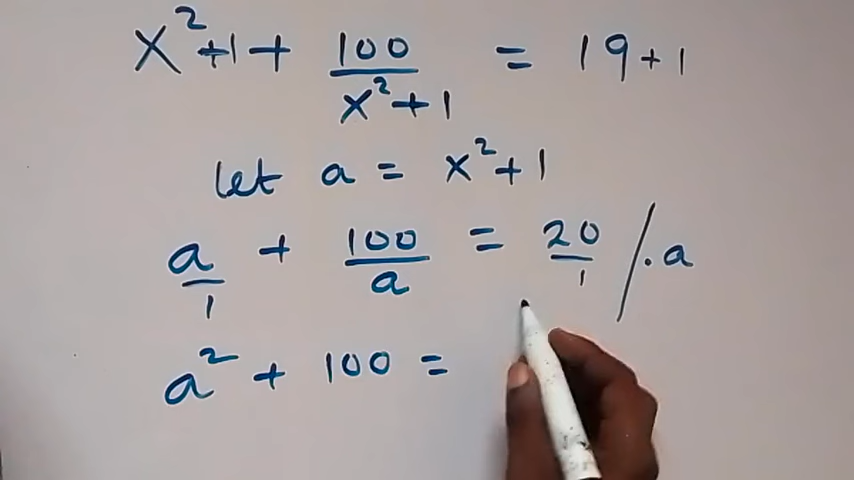 x²+1 + 100/(x²+1) = 19+1
let a = x²+1
a/1 + 100/a = 20/1 /.a
a² + 100 =